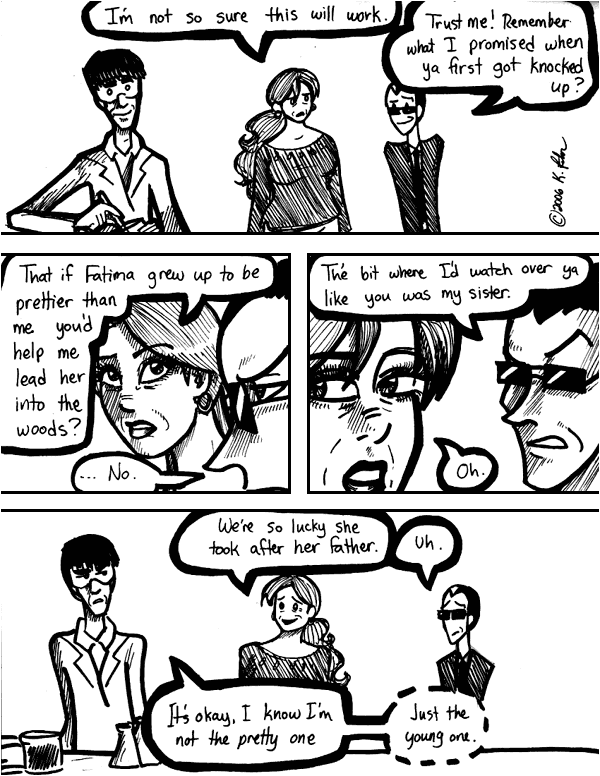 I'm not so sure this will work.
Trust me! Remember
what I promised when
ya first got knocked
up?
©2006 K.
That if Fatima grew up to be
prettier than
me you'd
help me
lead her
into the
woods?
... No.
The bit where I'd watch over ya
like you was my sister.
Oh.
We're so lucky she
took after her father.
Uh.
It's okay, I know I'm
not the pretty one
Just the
young one.